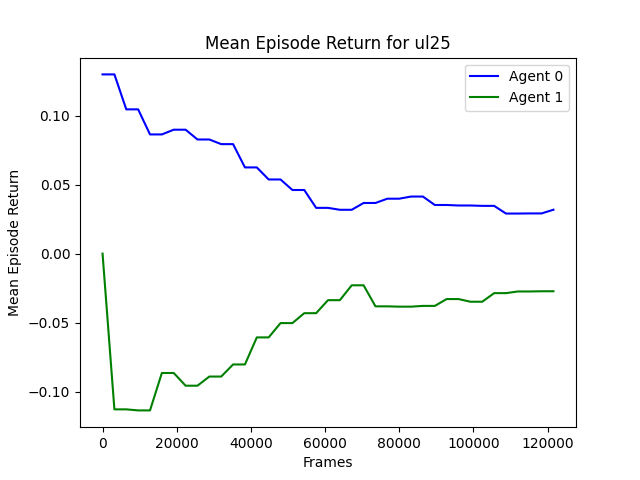 Mean Episode Return for ul25
Agent 0
Agent 1
Mean Episode Return
0.10
0.05
0.00
−0.05
−0.10
0 20000 40000 60000 80000 100000 120000
Frames